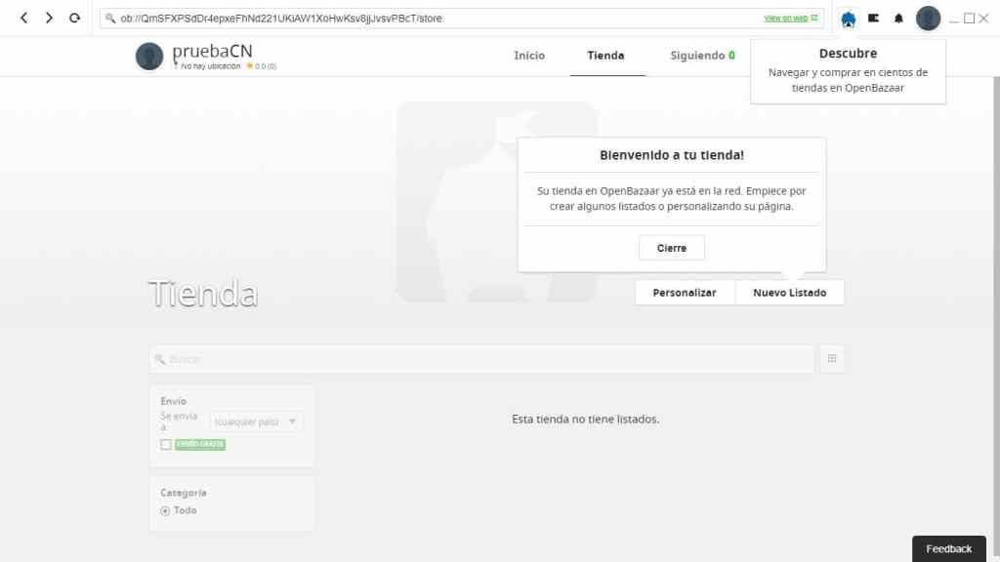 ob://QmSFXPSdDr4epxeFhNd221UKiAW1XoHwKsv8jjJvsvPBcT/store
View on web
pruebaCN
No hay ubicación 0.0 (0)
Inicio
Tienda
Siguiendo 0
Descubre
Navegar y comprar en cientos de
tiendas en OpenBazaar
Bienvenido a tu tienda!
Su tienda en OpenBazaar ya está en la red. Empiece por
crear algunos listados o personalizando su página.
Cierre
Tienda
Personalizar
Nuevo Listado
Buscar
Envío
Se envía
a:
(cualquier país)
ENVÍO GRATIS
Esta tienda no tiene listados.
Categoría
Todo
Feedback